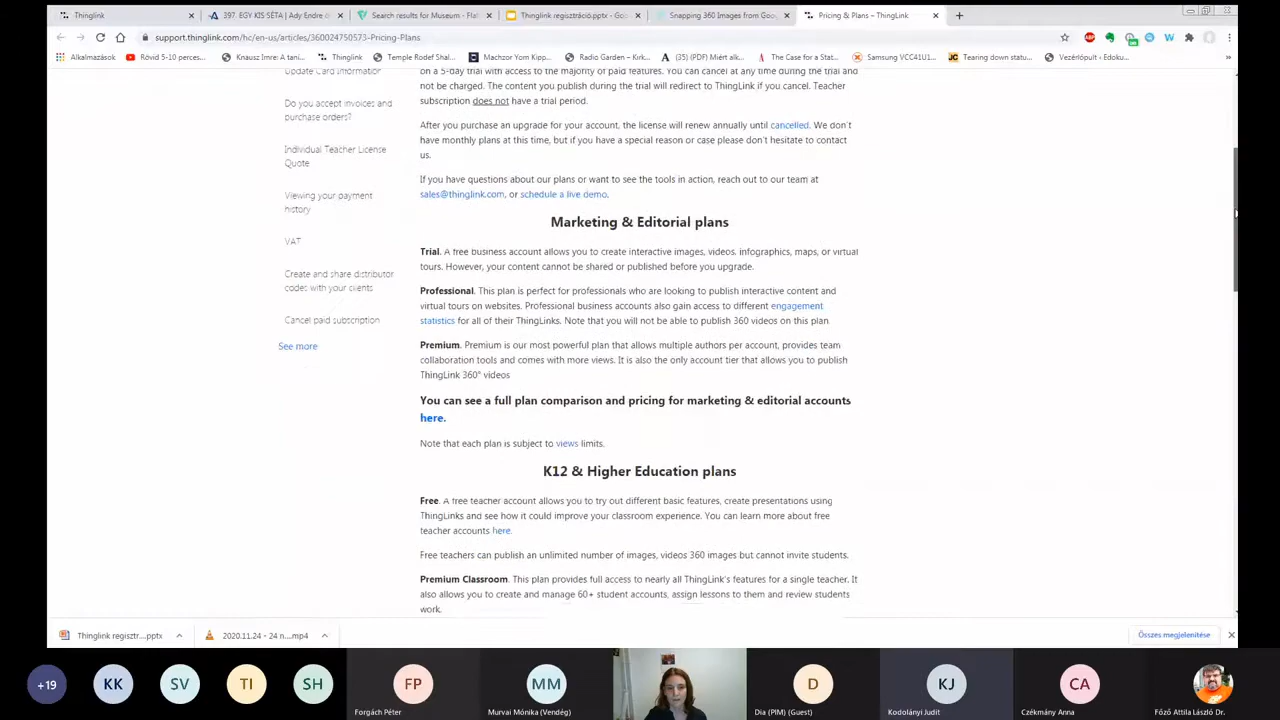 Thinglink
397. EGY KIS SÉTA | Ady Endre d
Search results for Museum - Flat
Thinglink regisztráció.pptx - Goo
Snapping 360 Images from Goog
Pricing & Plans – ThingLink
support.thinglink.com/hc/en-us/articles/360024750573-Pricing-Plans
Alkalmazások
Rövid 5-10 perces...
Knausz Imre: A tani...
Thinglink
Temple Rodef Shal...
Machzor Yom Kipp...
Radio Garden – Kirk...
(35) (PDF) Miért alk...
The Case for a Stat...
Samsung VCC41U1...
Tearing down statu...
Vezérlőpult ‹ Edoku...
Update Card Information
Do you accept invoices and
purchase orders?
Individual Teacher License
Quote
Viewing your payment
history
VAT
Create and share distributor
codes with your clients
Cancel paid subscription
See more
on a 5-day trial with access to the majority of paid features. You can cancel at any time during the trial and
not be charged. The content you publish during the trial will redirect to ThingLink if you cancel. Teacher
subscription does not have a trial period.
After you purchase an upgrade for your account, the license will renew annually until cancelled. We don't
have monthly plans at this time, but if you have a special reason or case please don't hesitate to contact
us.
If you have questions about our plans or want to see the tools in action, reach out to our team at
sales@thinglink.com, or schedule a live demo.
Marketing & Editorial plans
Trial. A free business account allows you to create interactive images, videos, infographics, maps, or virtual
tours. However, your content cannot be shared or published before you upgrade.
Professional. This plan is perfect for professionals who are looking to publish interactive content and
virtual tours on websites. Professional business accounts also gain access to different engagement
statistics for all of their ThingLinks. Note that you will not be able to publish 360 videos on this plan
Premium. Premium is our most powerful plan that allows multiple authors per account, provides team
collaboration tools and comes with more views. It is also the only account tier that allows you to publish
ThingLink 360° videos
You can see a full plan comparison and pricing for marketing & editorial accounts
here.
Note that each plan is subject to views limits.
K12 & Higher Education plans
Free. A free teacher account allows you to try out different basic features, create presentations using
ThingLinks and see how it could improve your classroom experience. You can learn more about free
teacher accounts here.
Free teachers can publish an unlimited number of images, videos 360 images but cannot invite students.
Premium Classroom. This plan provides full access to nearly all ThingLink's features for a single teacher. It
also allows you to create and manage 60+ student accounts, assign lessons to them and review students
work.
Thinglink regisztr....pptx
2020.11.24 - 24 n....mp4
Összes megjelenítése
+19
KK
SV
TI
SH
FP
MM
D
KJ
CA
Forgách Péter
Murvai Mónika (Vendég)
Dia (PIM) (Guest)
Kodolányi Judit
Czékmány Anna
Főző Attila László Dr.